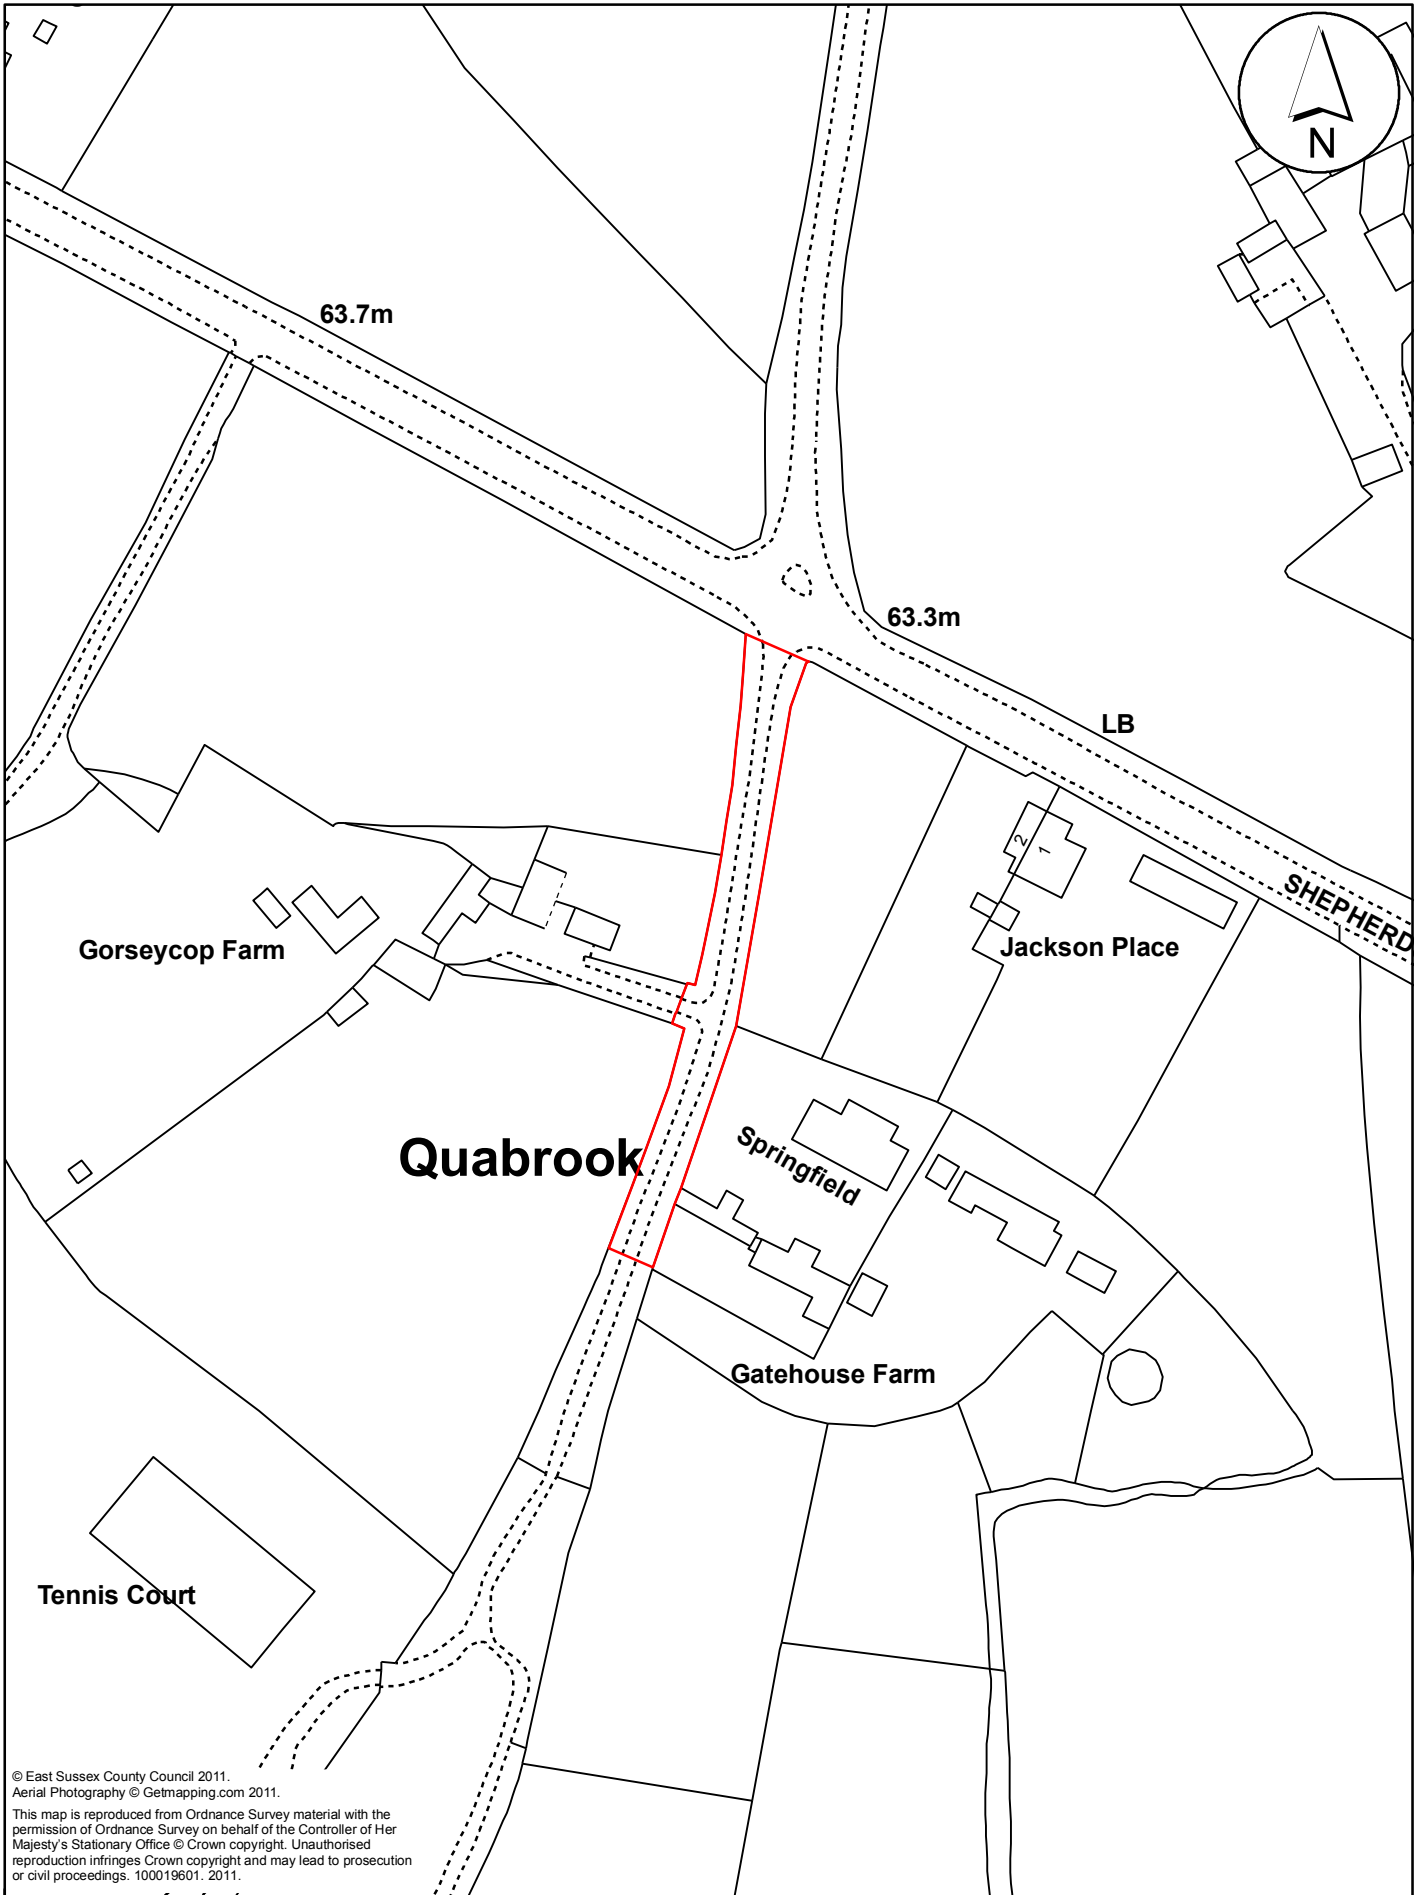 N
63.7m
63.3m
LB
2
1
SHEPHERD
Gorseycop Farm
Jackson Place
Quabrook
Springfield
Gatehouse Farm
Tennis Court
© East Sussex County Council 2011.
Aerial Photography © Getmapping.com 2011.
This map is reproduced from Ordnance Survey material with the
permission of Ordnance Survey on behalf of the Controller of Her
Majesty's Stationary Office © Crown copyright. Unauthorised
reproduction infringes Crown copyright and may lead to prosecution
or civil proceedings. 100019601. 2011.